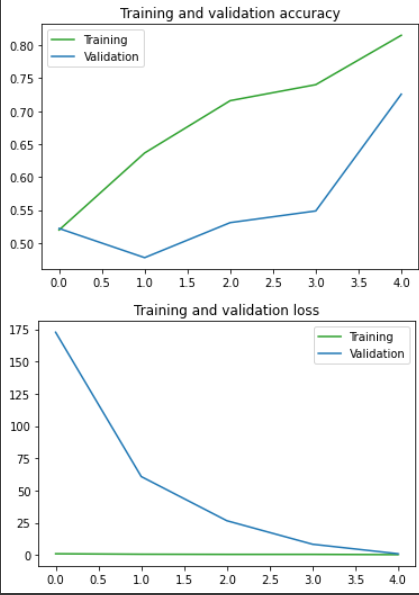 Training and validation accuracy
Training
Validation
0.80
0.75
0.70
0.65
0.60
0.55
0.50
0.0 0.5 1.0 1.5 2.0 2.5 3.0 3.5 4.0
Training and validation loss
Training
Validation
175
150
125
100
75
50
25
0
0.0 0.5 1.0 1.5 2.0 2.5 3.0 3.5 4.0